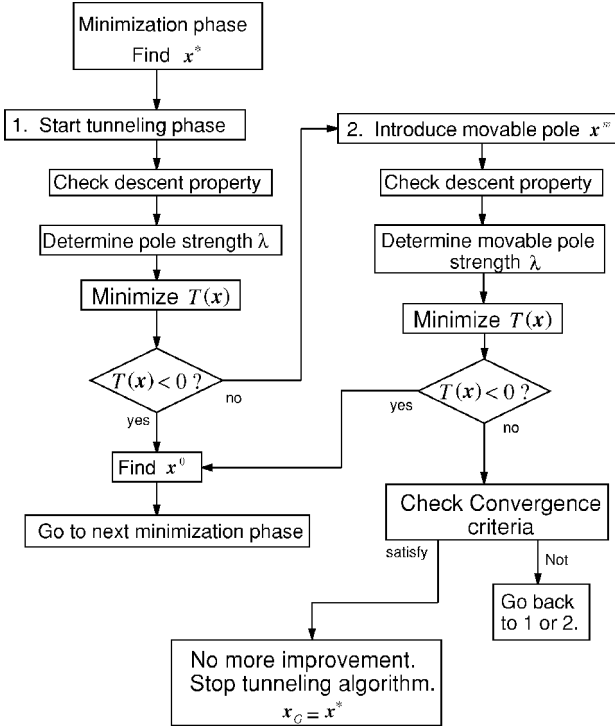 Minimization phase
Find x*
1. Start tunneling phase
Check descent property
Determine pole strength λ
Minimize T(x)
T(x)<0 ?
no
yes
Find x⁰
Go to next minimization phase
2. Introduce movable pole xᵐ
Check descent property
Determine movable pole
strength λ
Minimize T(x)
T(x)<0 ?
yes
no
Check Convergence
criteria
satisfy
Not
Go back
to 1 or 2.
No more improvement.
Stop tunneling algorithm.
x_G = x*